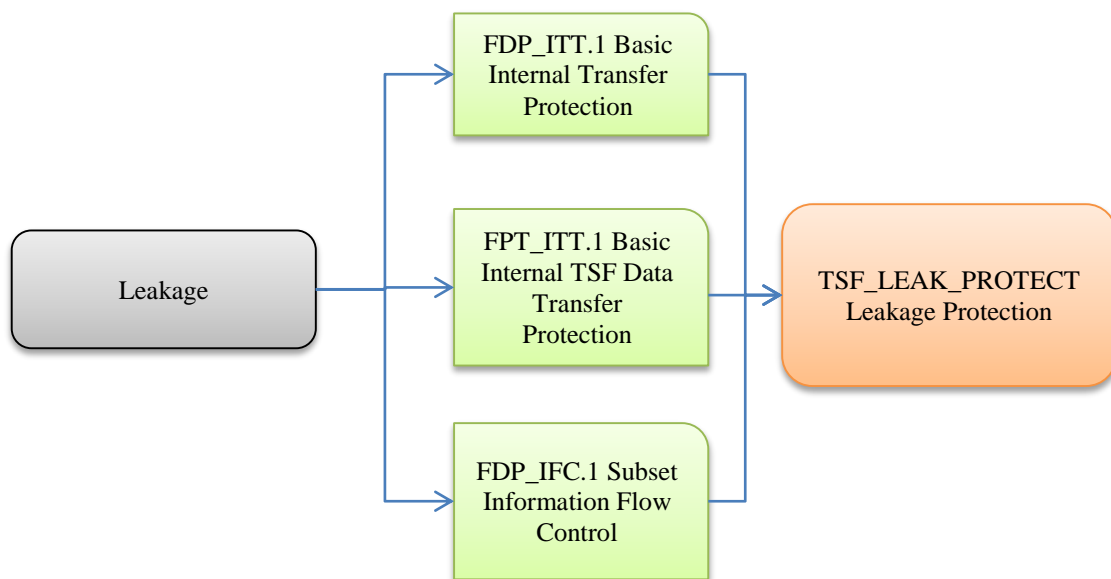 FDP_ITT.1 Basic
Internal Transfer
Protection
Leakage
FPT_ITT.1 Basic
Internal TSF Data
Transfer
Protection
TSF_LEAK_PROTECT
Leakage Protection
FDP_IFC.1 Subset
Information Flow
Control